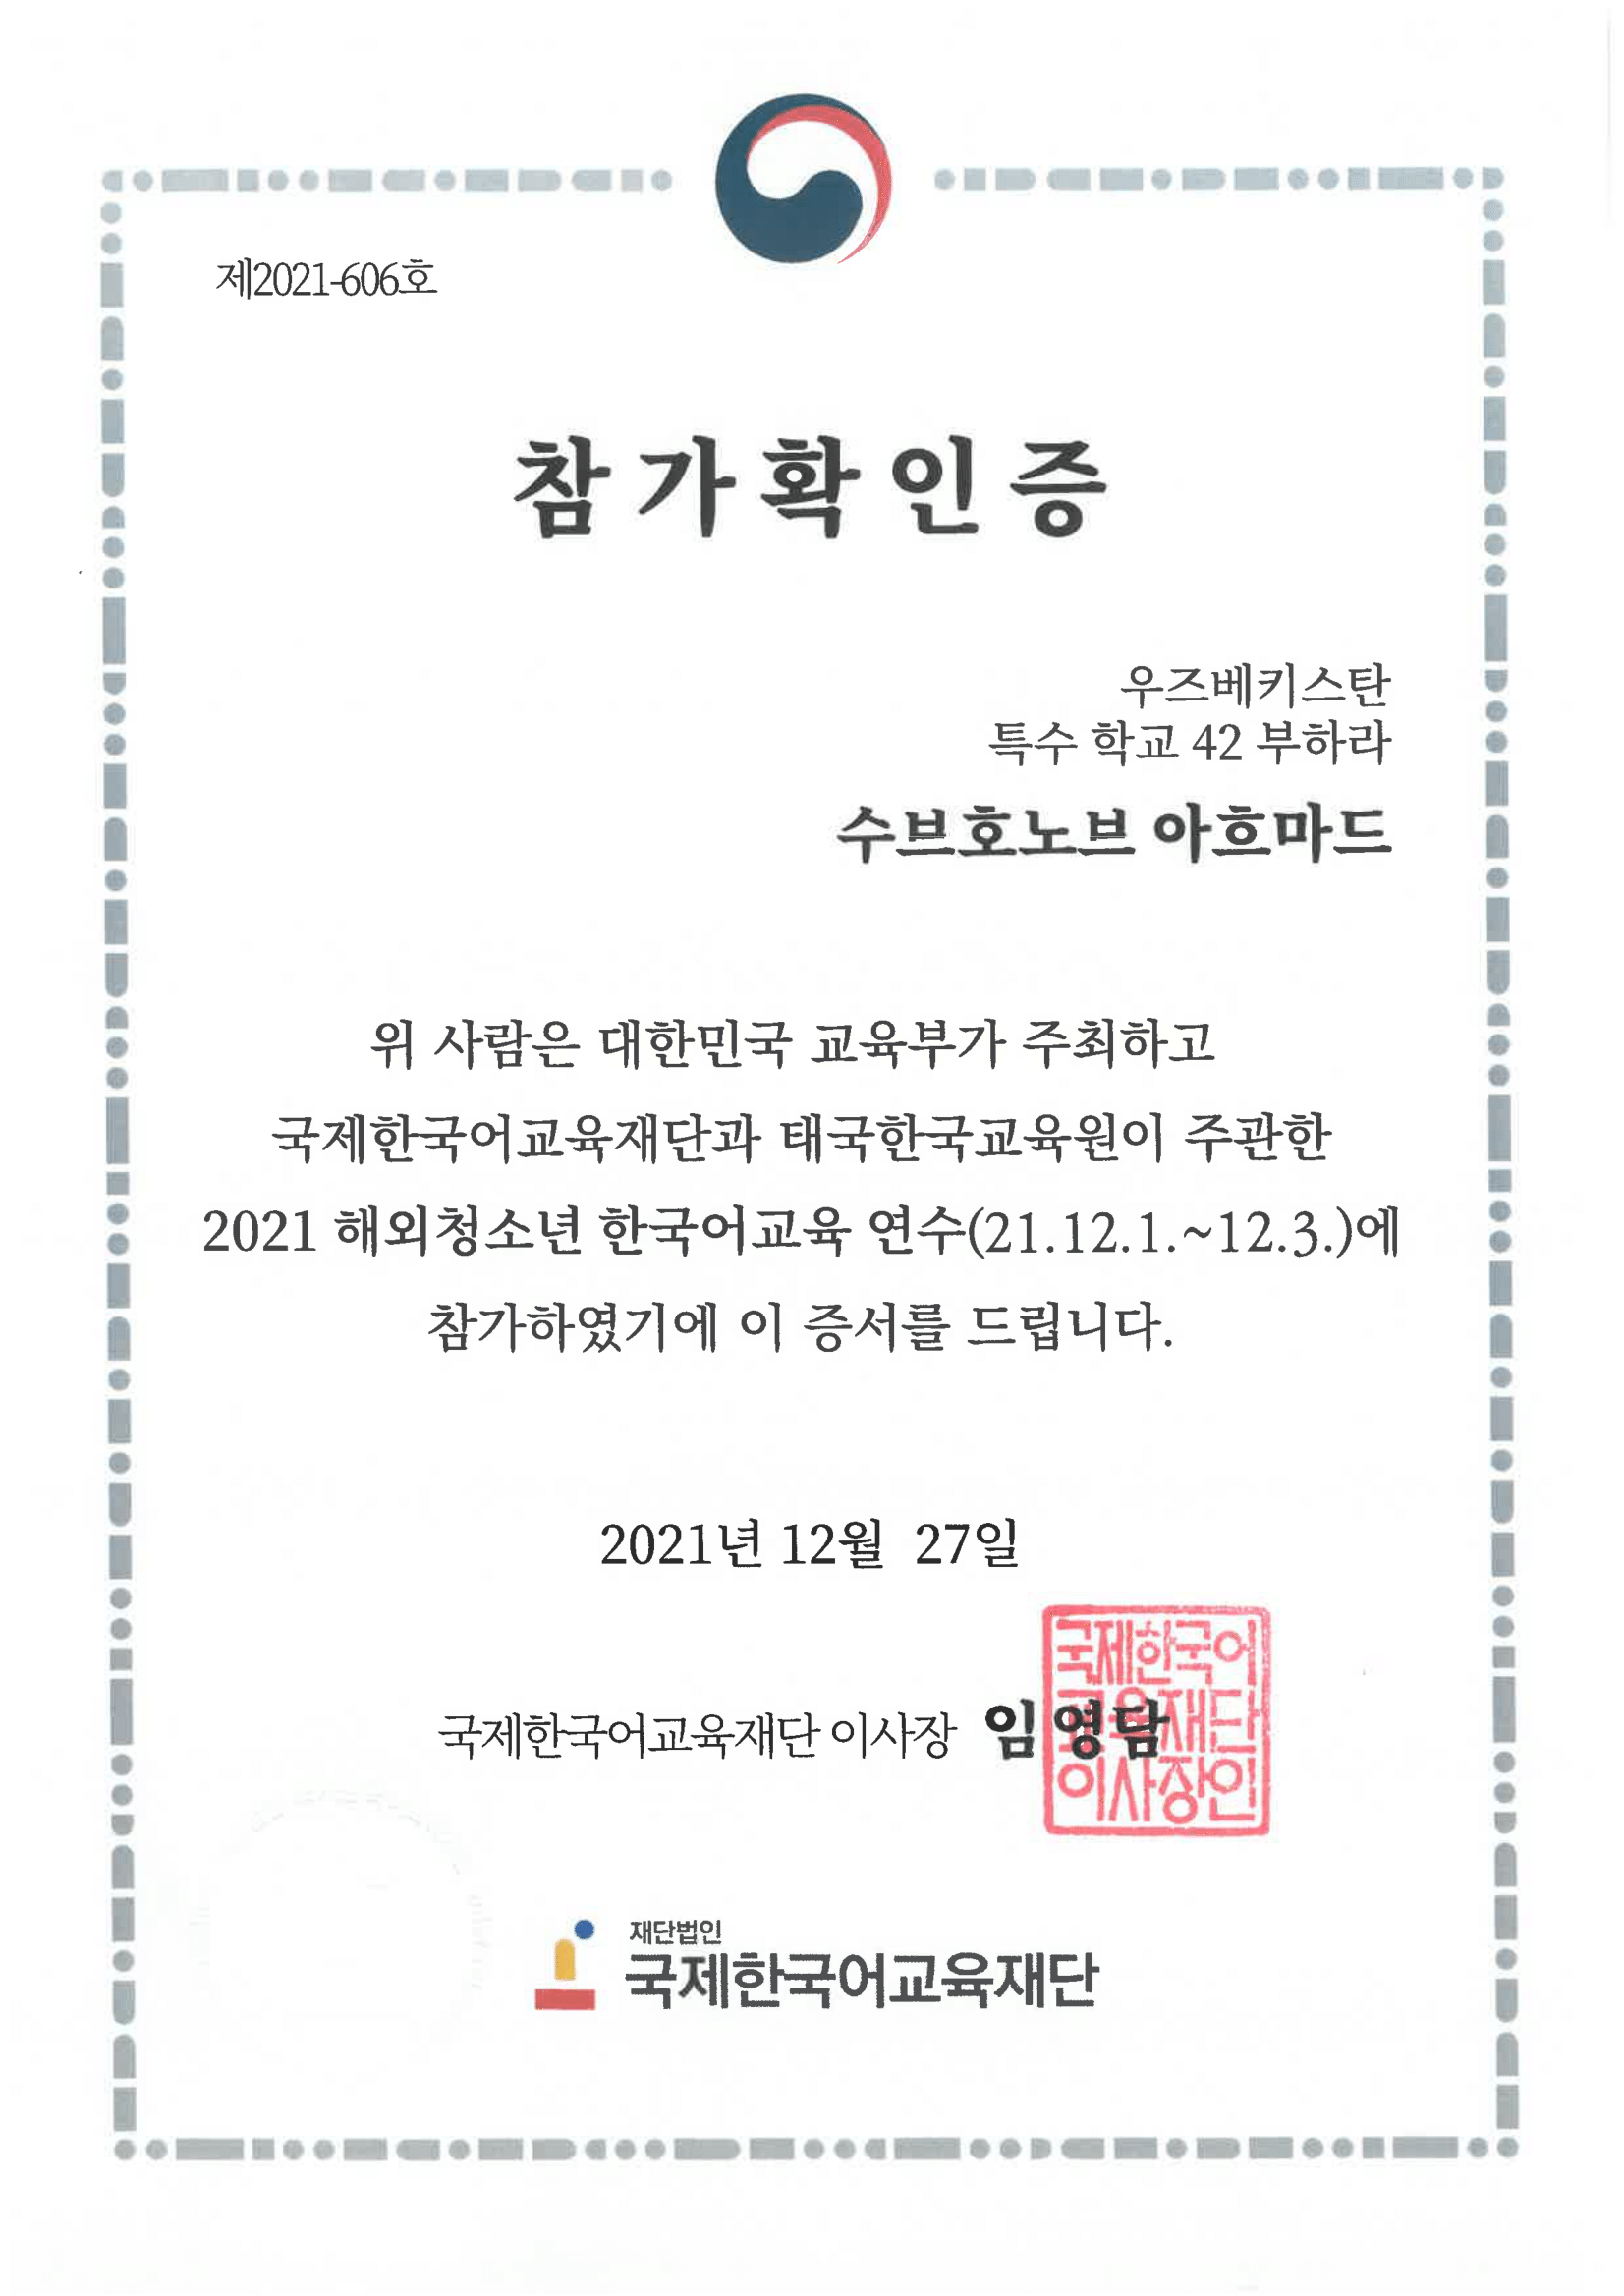 제2021-606호
참가확인증
우즈베키스탄
특수 학교 42 부하라
수브호노브 아흐마드
위 사람은 대한민국 교육부가 주최하고
국제한국어교육재단과 태국한국교육원이 주관한
2021 해외청소년 한국어교육 연수(21.12.1.~12.3.)에
참가하였기에 이 증서를 드립니다.
2021년 12월 27일
국제한국어교육재단 이사장 임영담
국제한국어
교육재단
이사장인
재단법인
국제한국어교육재단